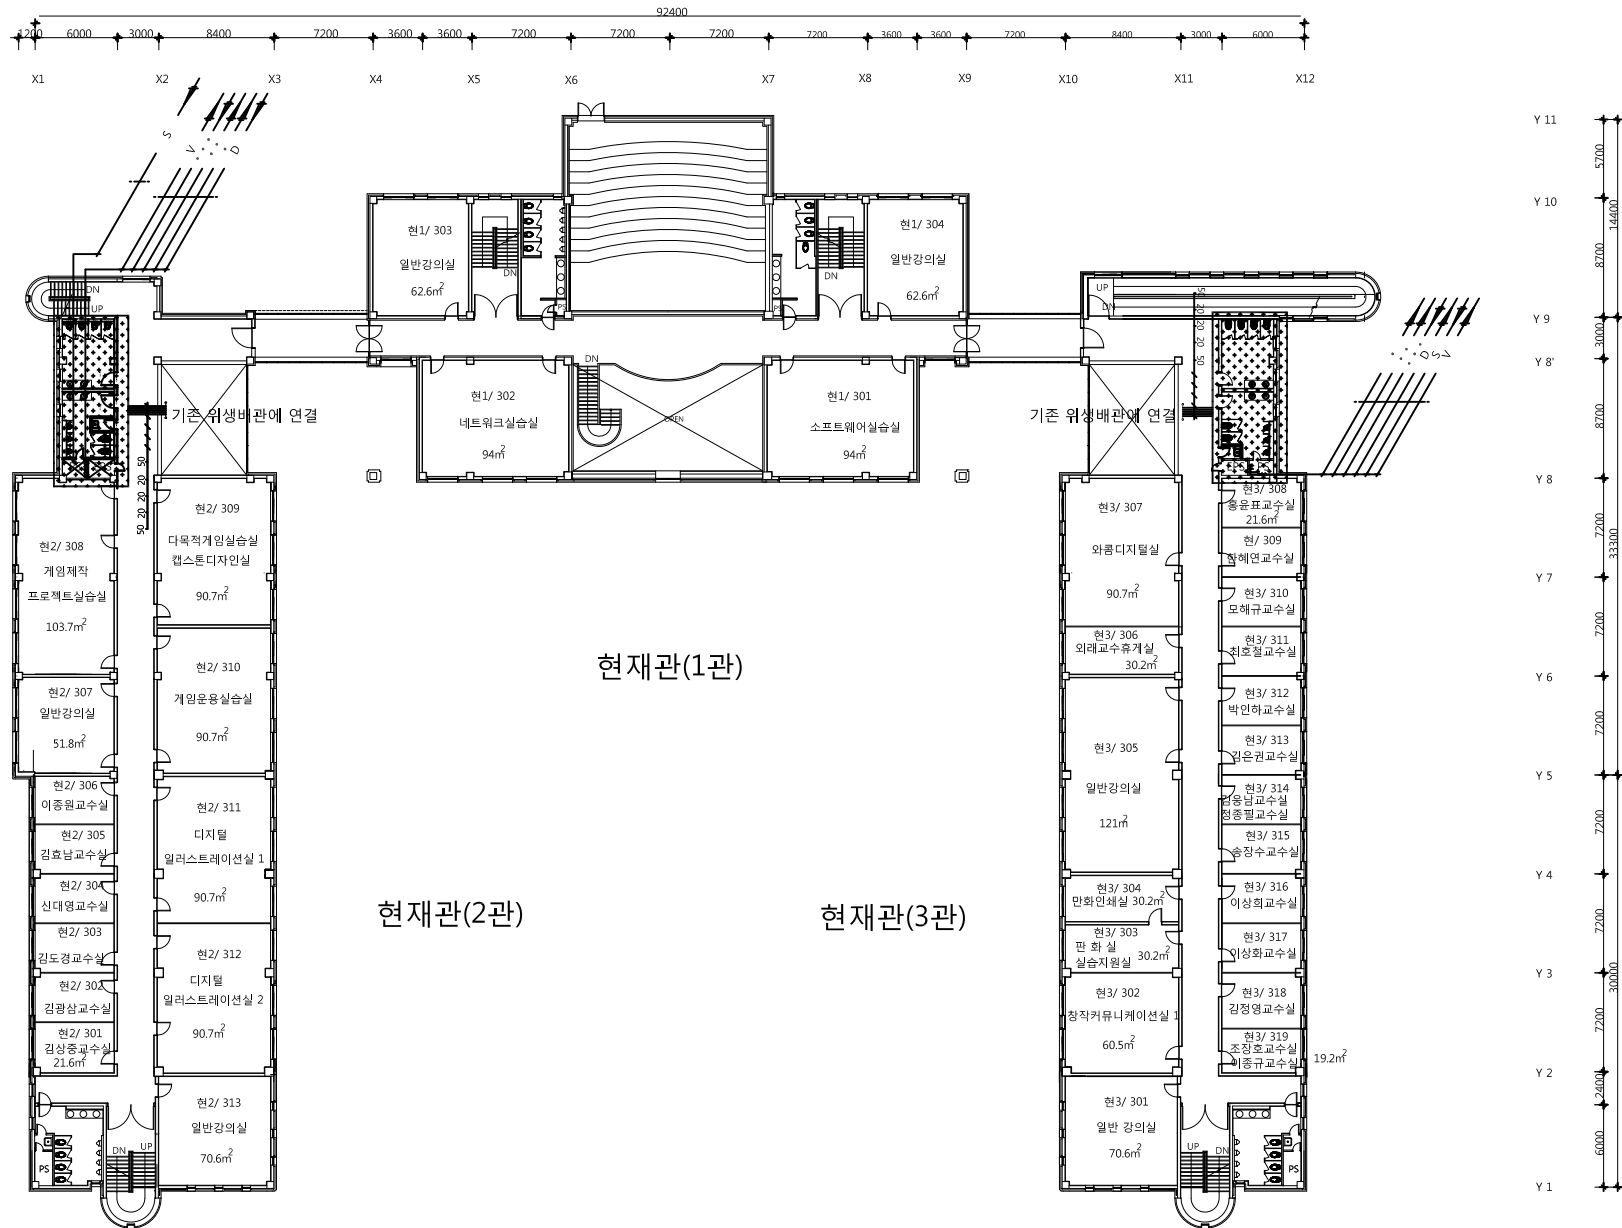 92400
1200 6000 3000 8400 7200 3600 3600 7200 7200 7200 7200 3600 3600 7200 8400 3000 6000
X1 X2 X3 X4 X5 X6 X7 X8 X9 X10 X11 X12
S
V D
Y 11
5700
Y 10
14400
8700
Y 9
3000
Y 8'
8700
Y 8
7200
33300
Y 7
7200
Y 6
7200
Y 5
7200
Y 4
7200
Y 3
30000
7200
Y 2
2400
6000
Y 1
D S V
현1/ 303
일반강의실
62.6m2
DN
PS
현1/ 304
일반강의실
62.6m2
DN
PS
DN
UP
UP
DN
50 20 20 20 50
현1/ 302
네트워크실습실
94m2
DN
OPEN
현1/ 301
소프트웨어실습실
94m2
기존 위생배관에 연결
기존 위생배관에 연결
50 20 20 20 50
현2/ 308
게임제작
프로젝트실습실
103.7m2
현2/ 309
다목적게임실습실
캡스톤디자인실
90.7m2
현2/ 307
일반강의실
51.8m2
현2/ 310
게임운용실습실
90.7m2
현2/ 306
이종원교수실
현2/ 305
김효남교수실
현2/ 304
신대영교수실
현2/ 303
김도경교수실
현2/ 302
김광삼교수실
현2/ 301
김상중교수실
21.6m2
현2/ 311
디지털
일러스트레이션실 1
90.7m2
현2/ 312
디지털
일러스트레이션실 2
90.7m2
현2/ 313
일반강의실
70.6m2
DN UP
PS
현재관(1관)
현재관(2관)
현재관(3관)
현3/ 307
와콤디지털실
90.7m2
현3/ 306
외래교수휴게실
30.2m2
현3/ 305
일반강의실
121m2
현3/ 304
만화인쇄실 30.2m2
현3/ 303
판 화 실
실습지원실 30.2m2
현3/ 302
창작커뮤니케이션실 1
60.5m2
현3/ 301
일반 강의실
70.6m2
UP DN
PS
현3/ 308
홍윤표교수실
21.6m2
현/ 309
한혜연교수실
현3/ 310
모해규교수실
현3/ 311
최호철교수실
현3/ 312
박인하교수실
현3/ 313
김은권교수실
현3/ 314
김웅남교수실
정종필교수실
현3/ 315
송장수교수실
현3/ 316
이상희교수실
현3/ 317
이상화교수실
현3/ 318
김정영교수실
현3/ 319
조장호교수실
이종규교수실
19.2m2